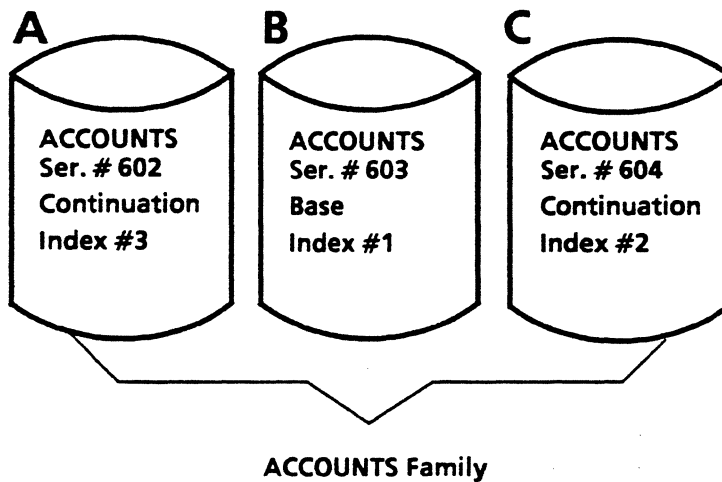 A
B
C
ACCOUNTS
Ser. # 602
Continuation
Index #3
ACCOUNTS
Ser. # 603
Base
Index #1
ACCOUNTS
Ser. # 604
Continuation
Index #2
ACCOUNTS Family